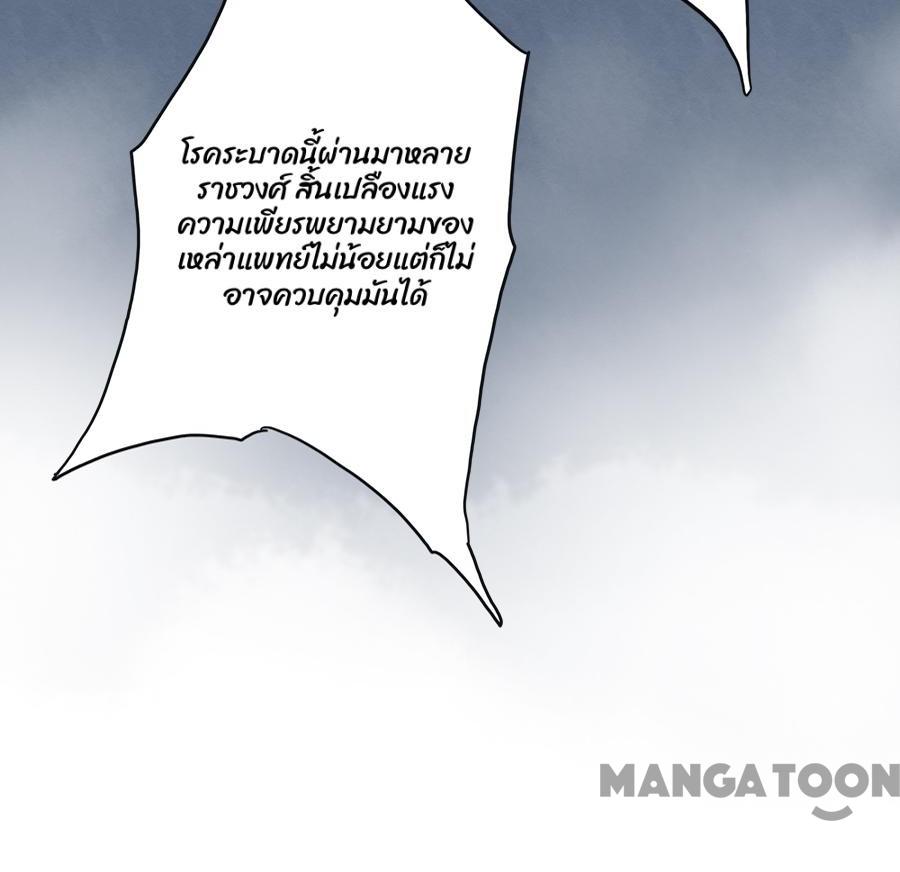 โรคระบาดนี้ผ่านมาหลาย
ราชวงศ์ สิ้นเปลืองแรง
ความเพียรพยามยามของ
เหล่าแพทย์ไม่น้อยแต่ก็ไม่
อาจควบคุมมันได้
MANGATOON